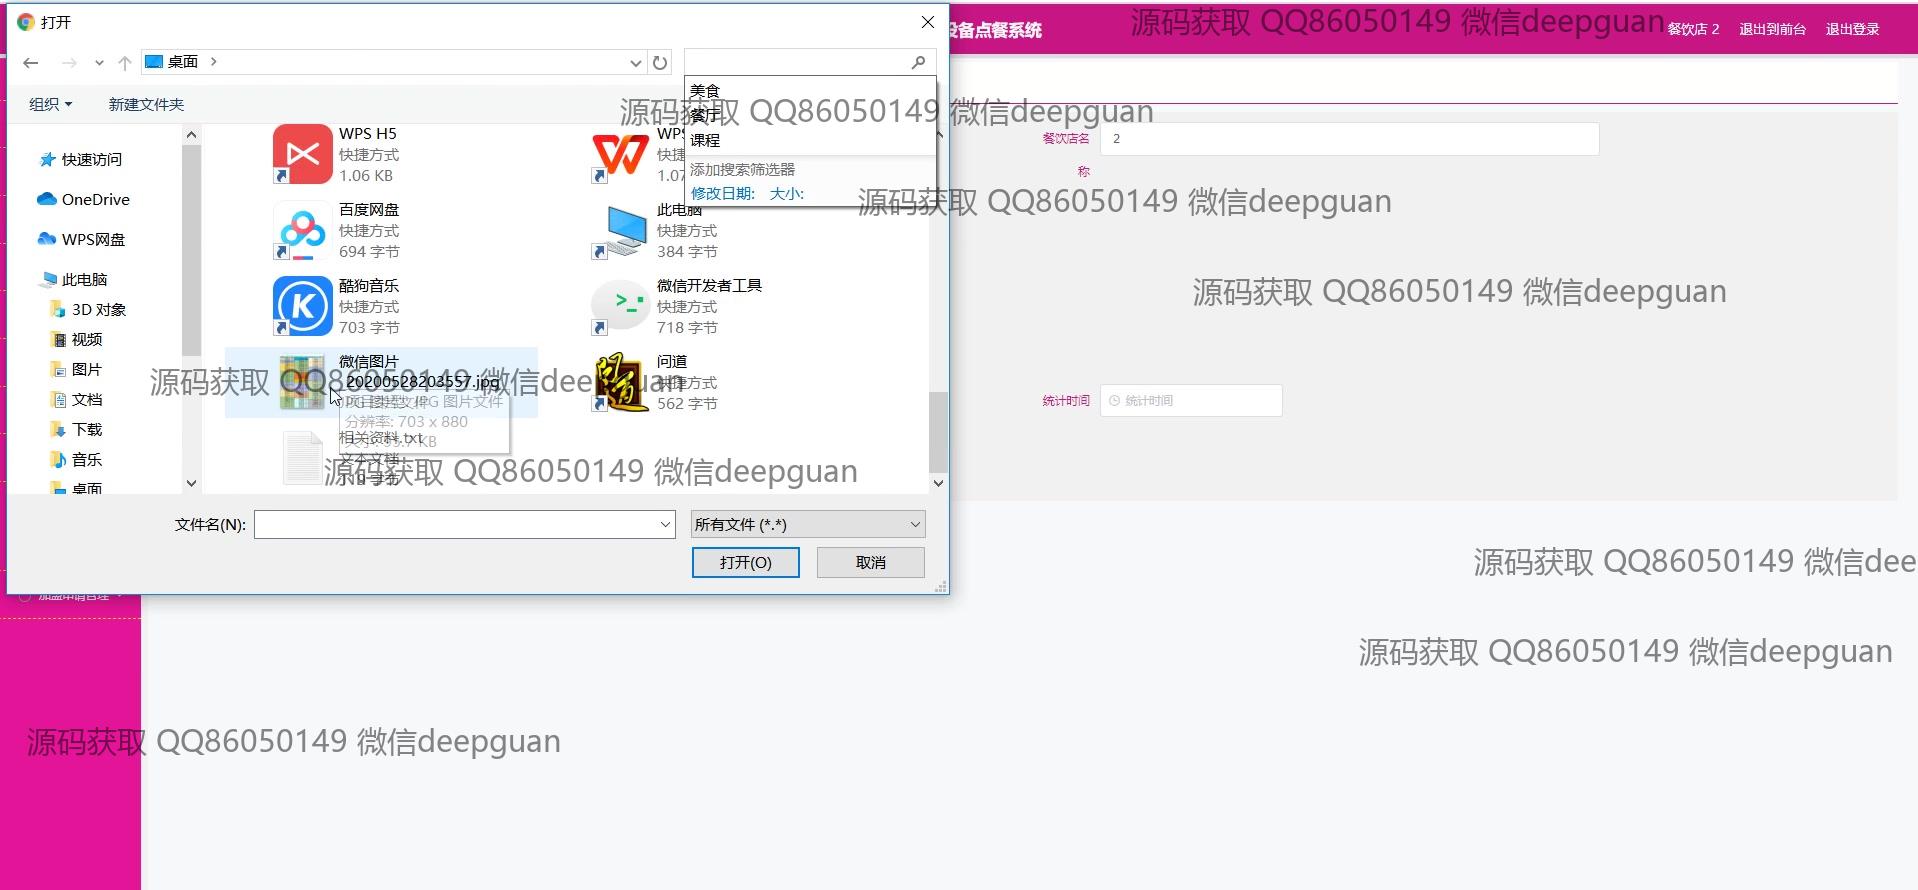 打开
设备点餐系统
餐饮店 2
退出到前台
退出登录
源码获取 QQ86050149 微信deepguan
桌面
组织
新建文件夹
美食
餐厅
课程
添加搜索筛选器
修改日期:
大小:
源码获取 QQ86050149 微信deepguan
快速访问
OneDrive
WPS网盘
此电脑
3D 对象
视频
图片
文档
下载
音乐
桌面
WPS H5
快捷方式
1.06 KB
WPS
快捷
1.07
百度网盘
快捷方式
694 字节
此电脑
快捷方式
384 字节
酷狗音乐
快捷方式
703 字节
微信开发者工具
快捷方式
718 字节
微信图片
_20200528203557.jpg
项目类型: JPG 图片文件
分辨率: 703 x 880
问道
快捷方式
562 字节
相关资料.txt
文本文档
餐饮店名
称
2
统计时间
统计时间
源码获取 QQ86050149 微信deepguan
源码获取 QQ86050149 微信deepguan
源码获取 QQ86050149 微信deepguan
源码获取 QQ86050149 微信deepguan
文件名(N):
所有文件 (*.*)
打开(O)
取消
源码获取 QQ86050149 微信dee
源码获取 QQ86050149 微信deepguan
源码获取 QQ86050149 微信deepguan